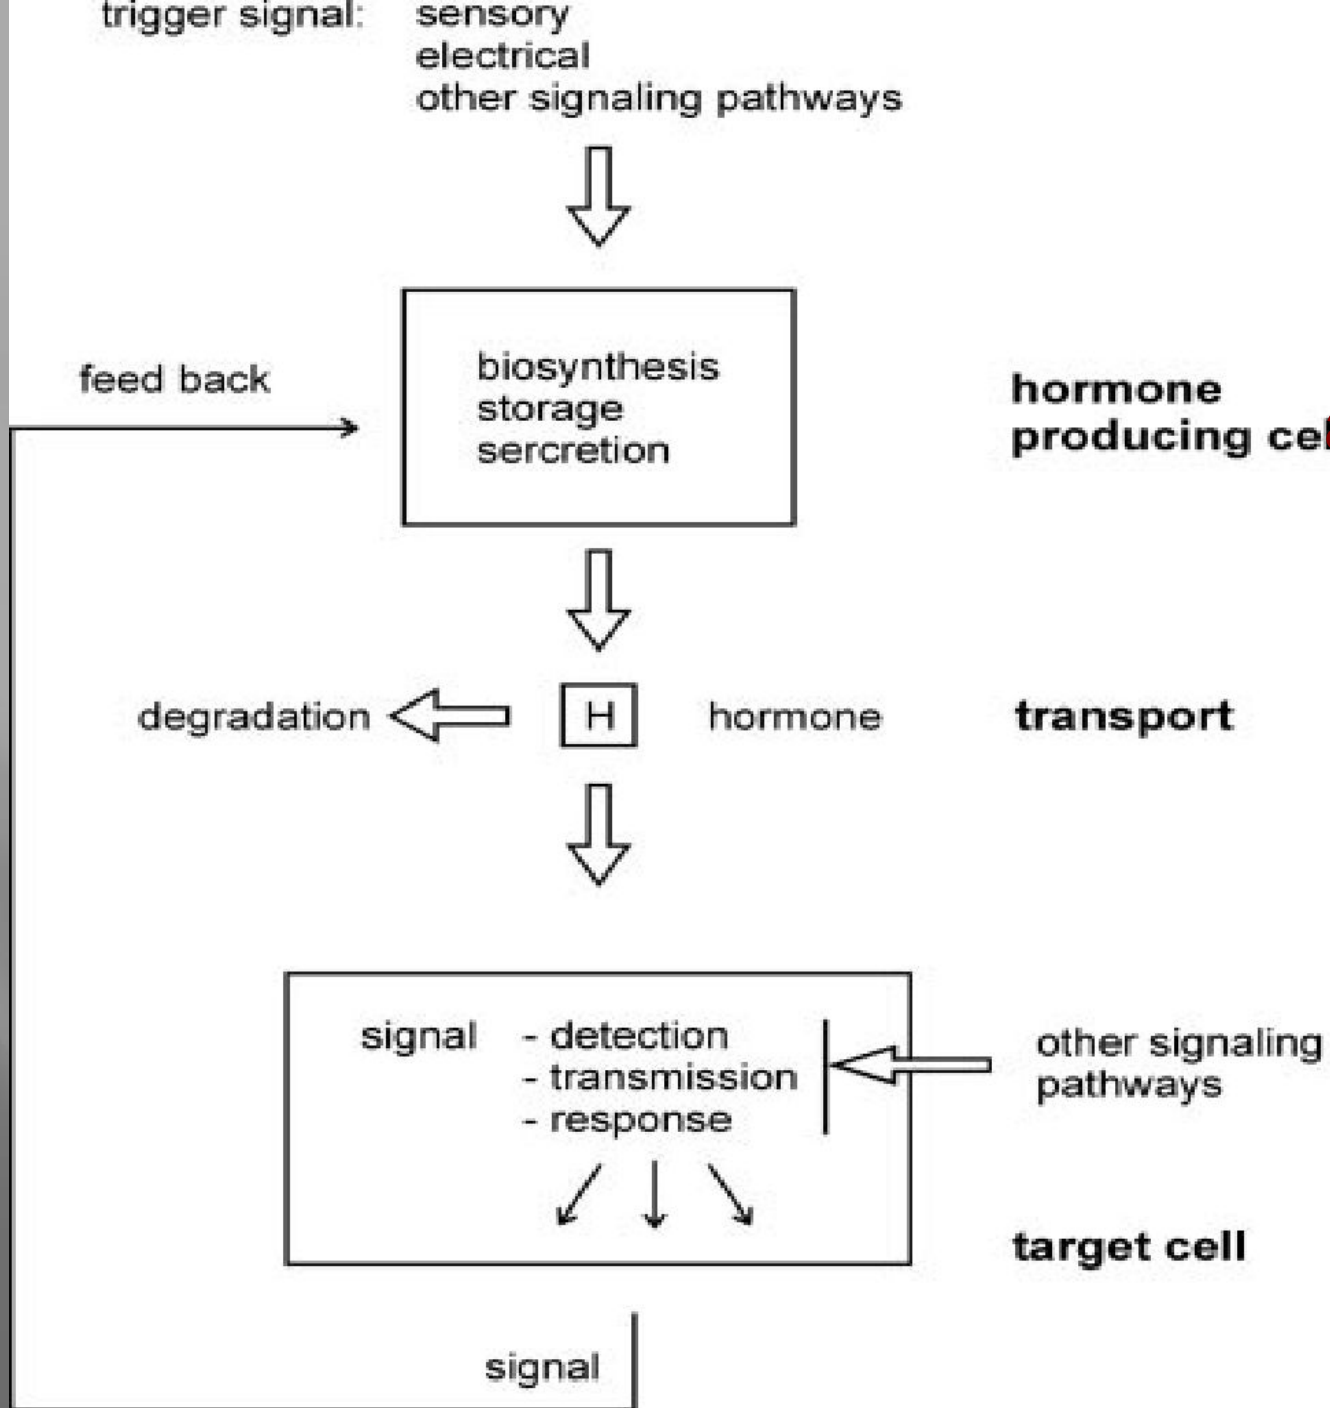 trigger signal: sensory
electrical
other signaling pathways
feed back
biosynthesis
storage
sercretion
hormone
producing cel
degradation
H
hormone
transport
signal - detection
- transmission
- response
other signaling
pathways
target cell
signal